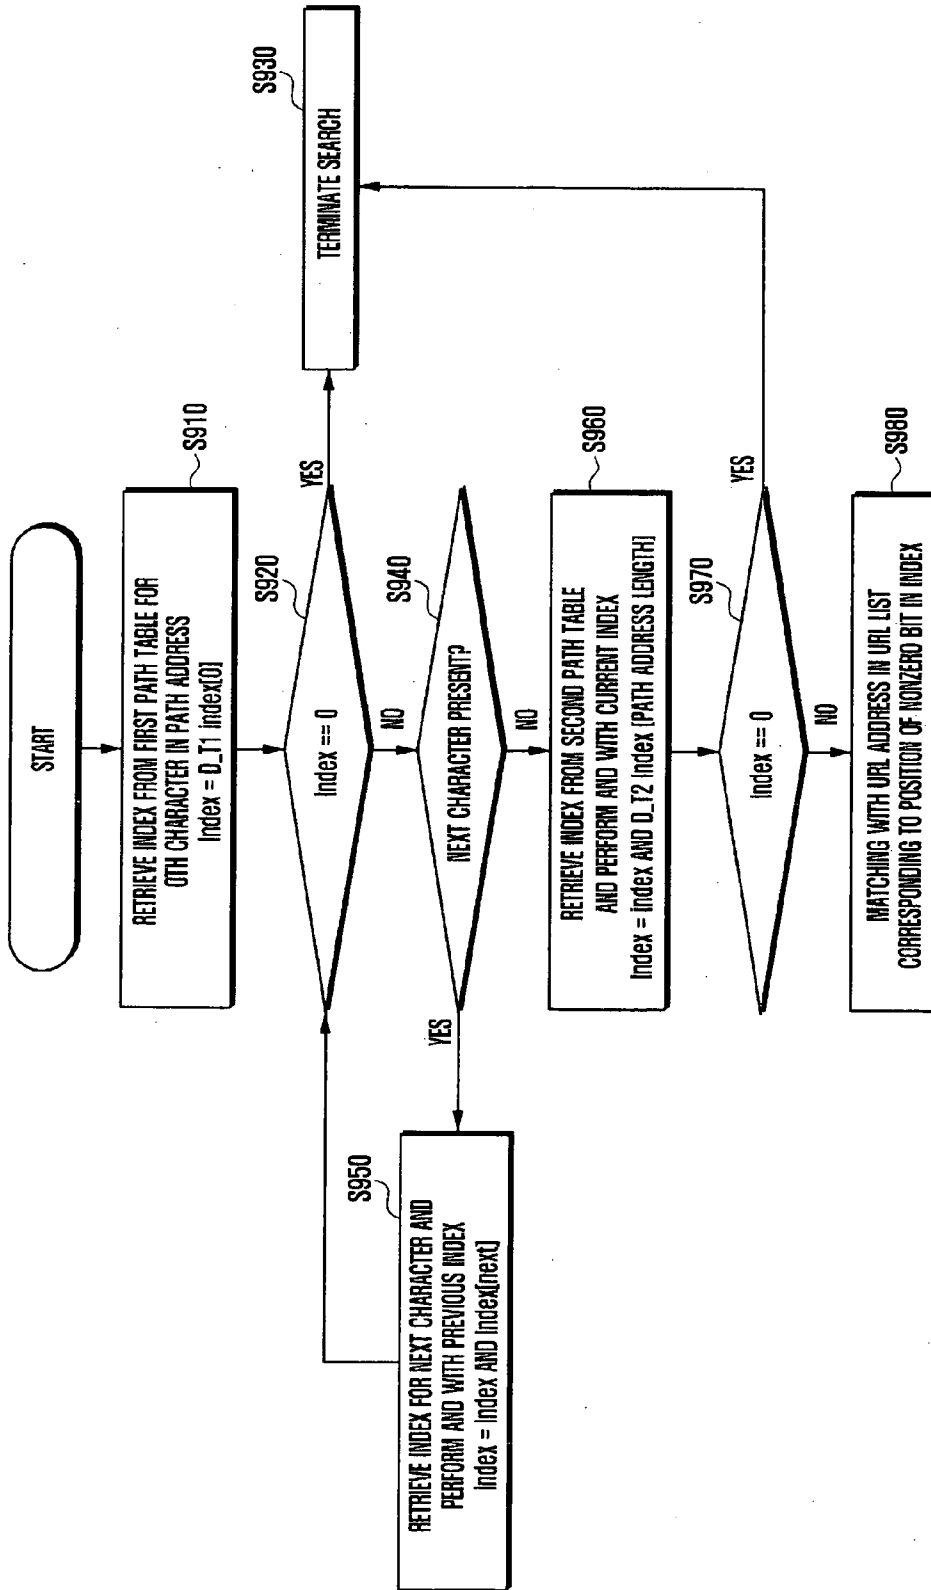 START
RETRIEVE INDEX FROM FIRST PATH TABLE FOR
0TH CHARACTER IN PATH ADDRESS
Index = D_T1 index[0]
S910
Index == 0
S920
YES
NO
TERMINATE SEARCH
S930
NEXT CHARACTER PRESENT?
S940
YES
NO
RETRIEVE INDEX FOR NEXT CHARACTER AND
PERFORM AND WITH PREVIOUS INDEX
Index = Index AND Index[next]
S950
RETRIEVE INDEX FROM SECOND PATH TABLE
AND PERFORM AND WITH CURRENT INDEX
Index = index AND D_T2 Index [PATH ADDRESS LENGTH]
S960
Index == 0
S970
YES
NO
MATCHING WITH URL ADDRESS IN URL LIST
CORRESPONDING TO POSITION OF NONZERO BIT IN INDEX
S980